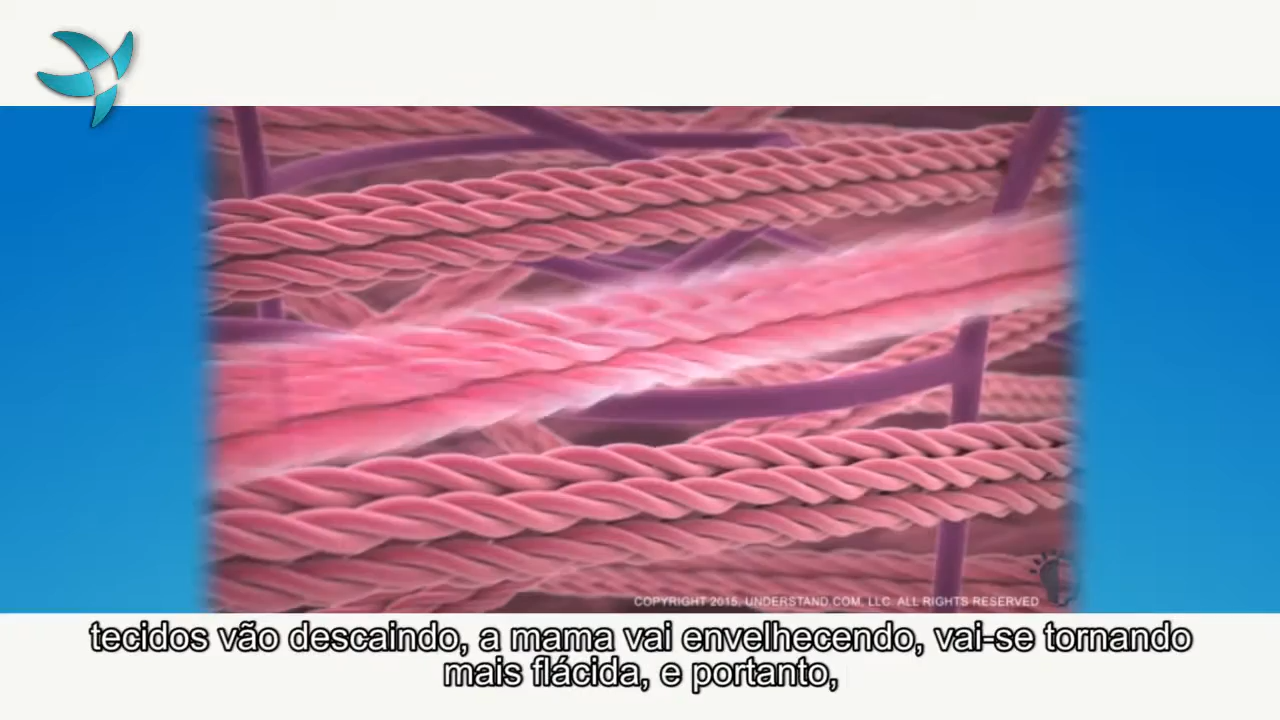 COPYRIGHT 2015, UNDERSTAND.COM, LLC. ALL RIGHTS RESERVED
tecidos vão descaindo, a mama vai envelhecendo, vai-se tornando
mais flácida, e portanto,